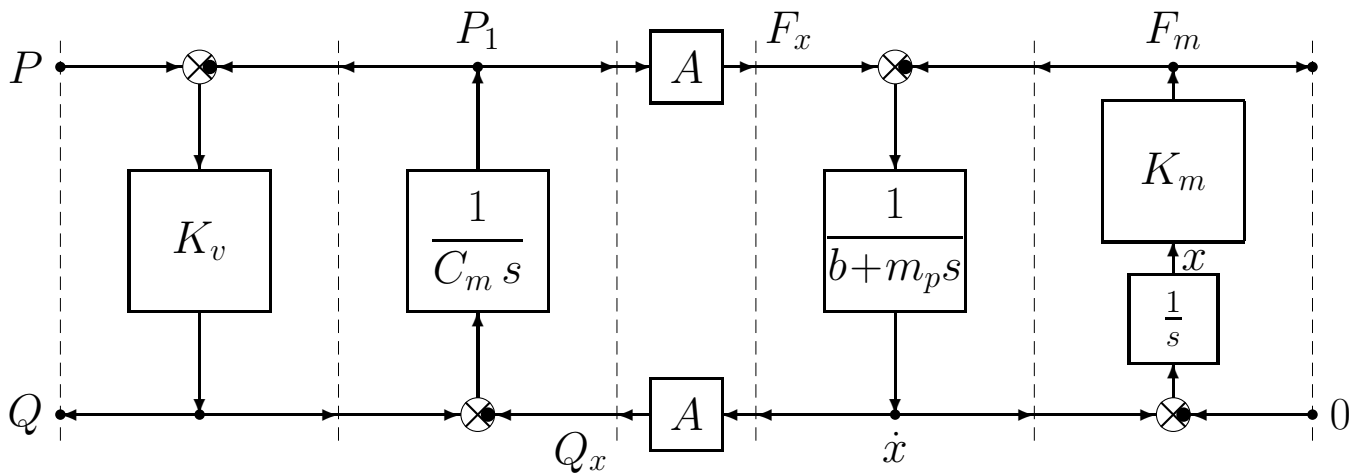 P
P_1
A
F_x
F_m
K_v
1
C_m s
1
b+m_p s
K_m
x
1
s
Q
Q_x
A
ẋ
0